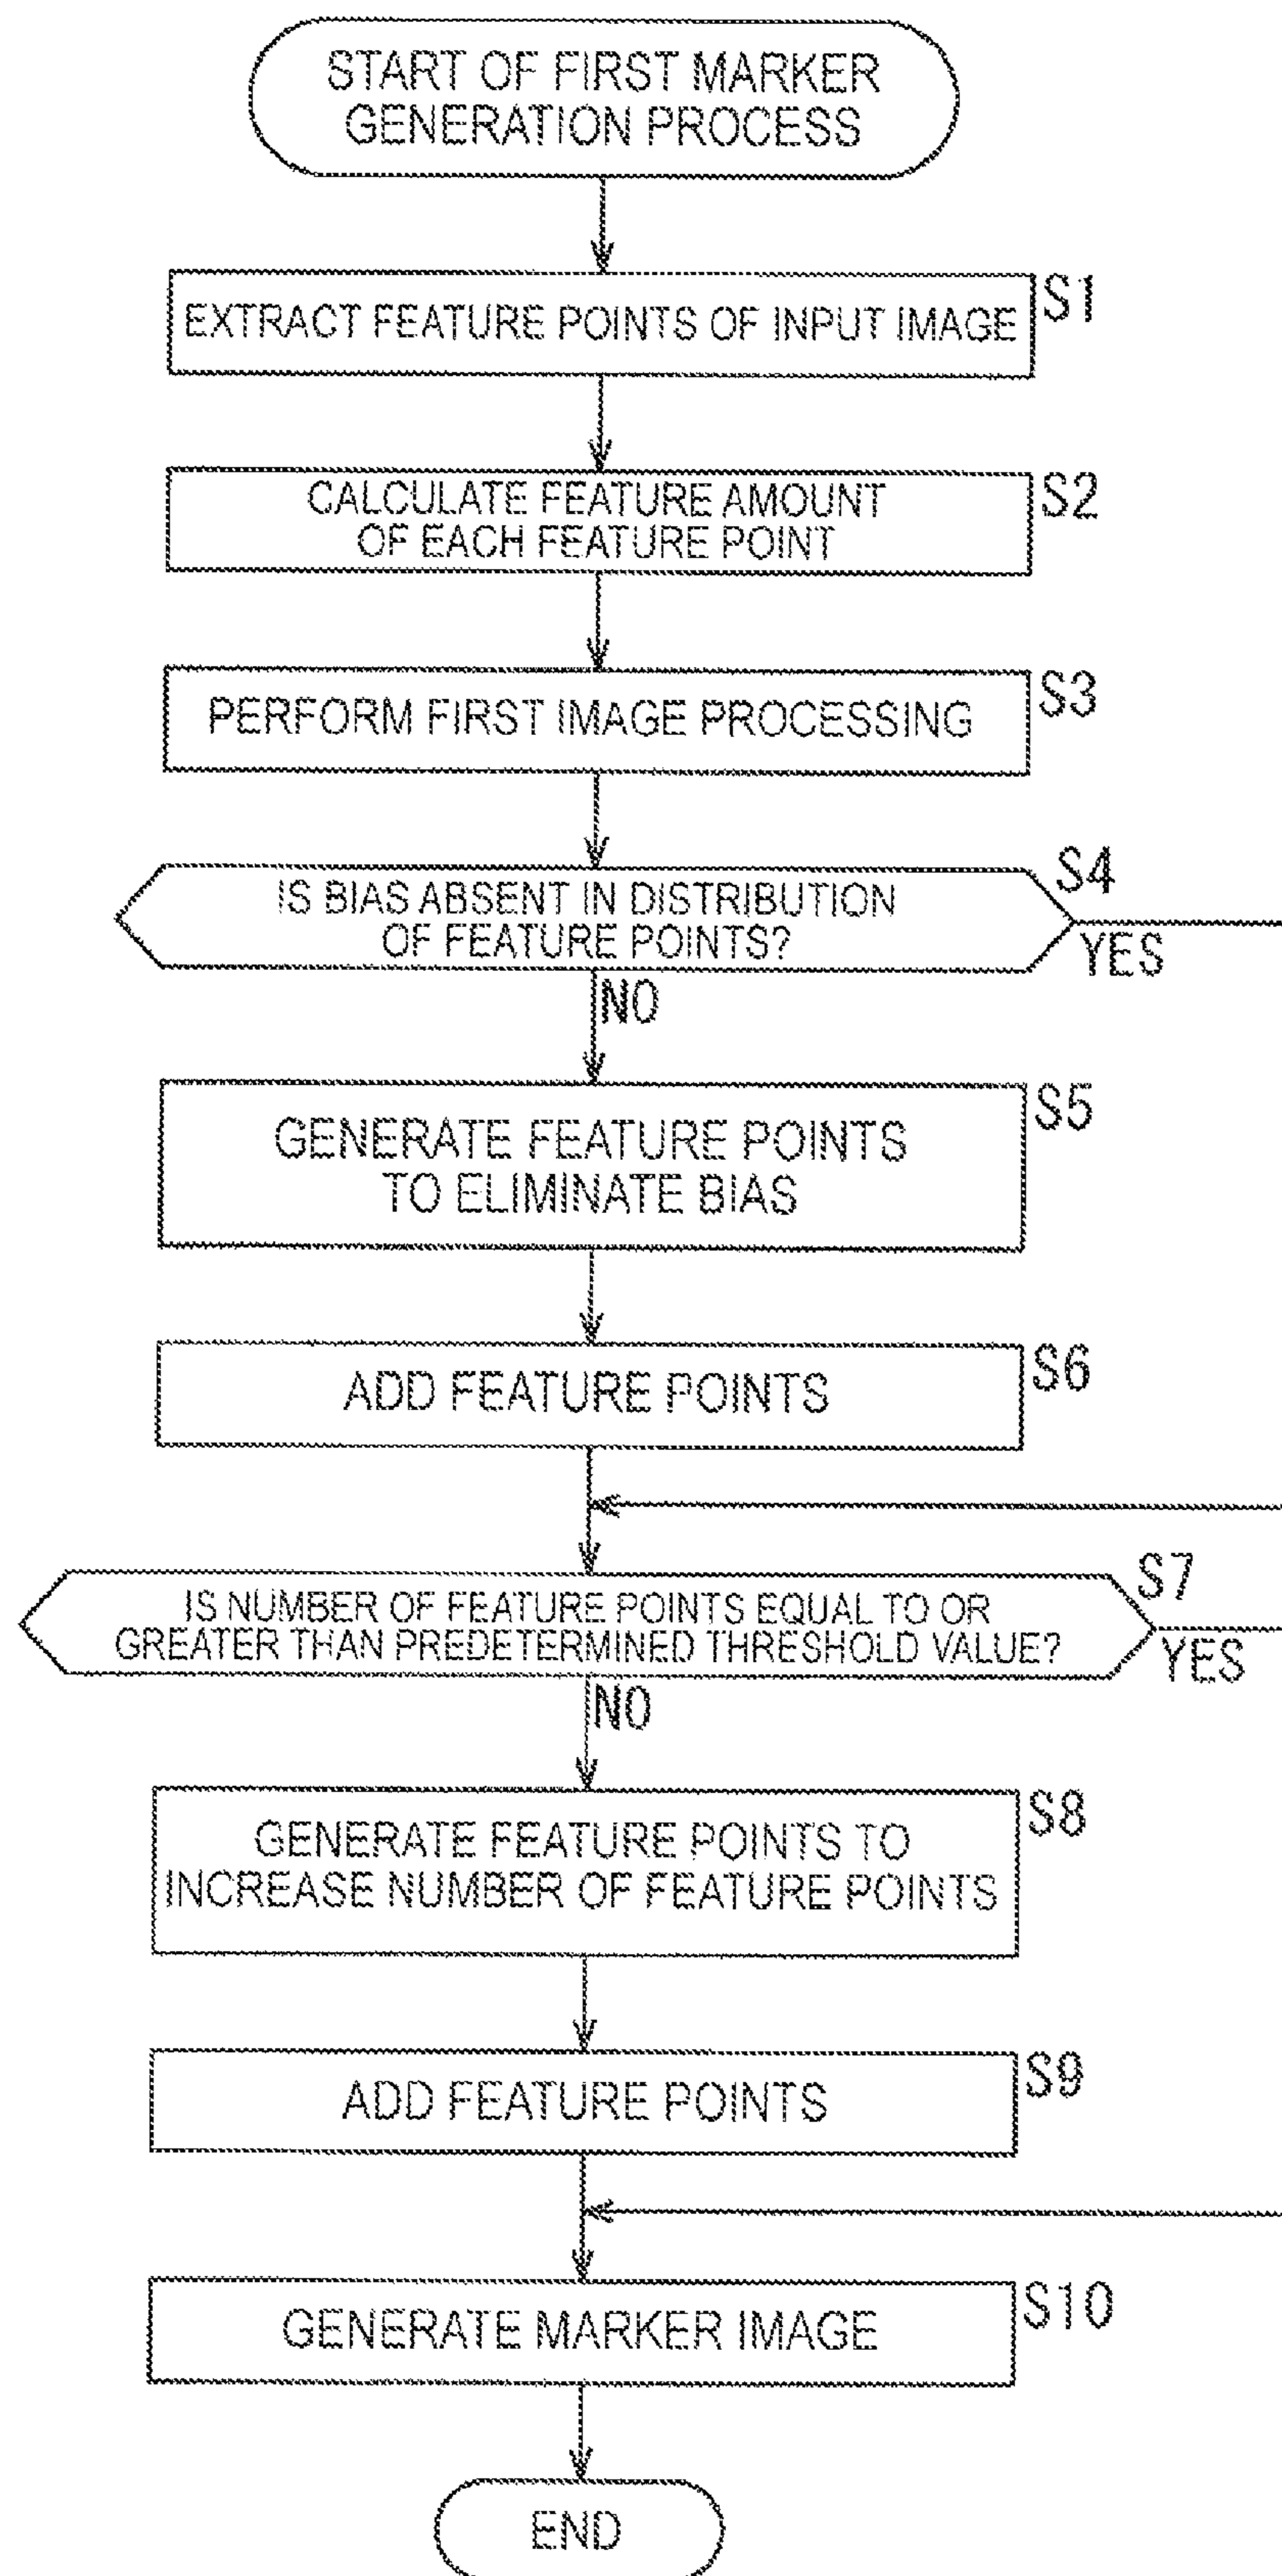 START OF FIRST MARKER
GENERATION PROCESS
EXTRACT FEATURE POINTS OF INPUT IMAGE
S1
CALCULATE FEATURE AMOUNT
OF EACH FEATURE POINT
S2
PERFORM FIRST IMAGE PROCESSING
S3
IS BIAS ABSENT IN DISTRIBUTION
OF FEATURE POINTS?
S4
YES
NO
GENERATE FEATURE POINTS
TO ELIMINATE BIAS
S5
ADD FEATURE POINTS
S6
IS NUMBER OF FEATURE POINTS EQUAL TO OR
GREATER THAN PREDETERMINED THRESHOLD VALUE?
S7
YES
NO
GENERATE FEATURE POINTS TO
INCREASE NUMBER OF FEATURE POINTS
S8
ADD FEATURE POINTS
S9
GENERATE MARKER IMAGE
S10
END